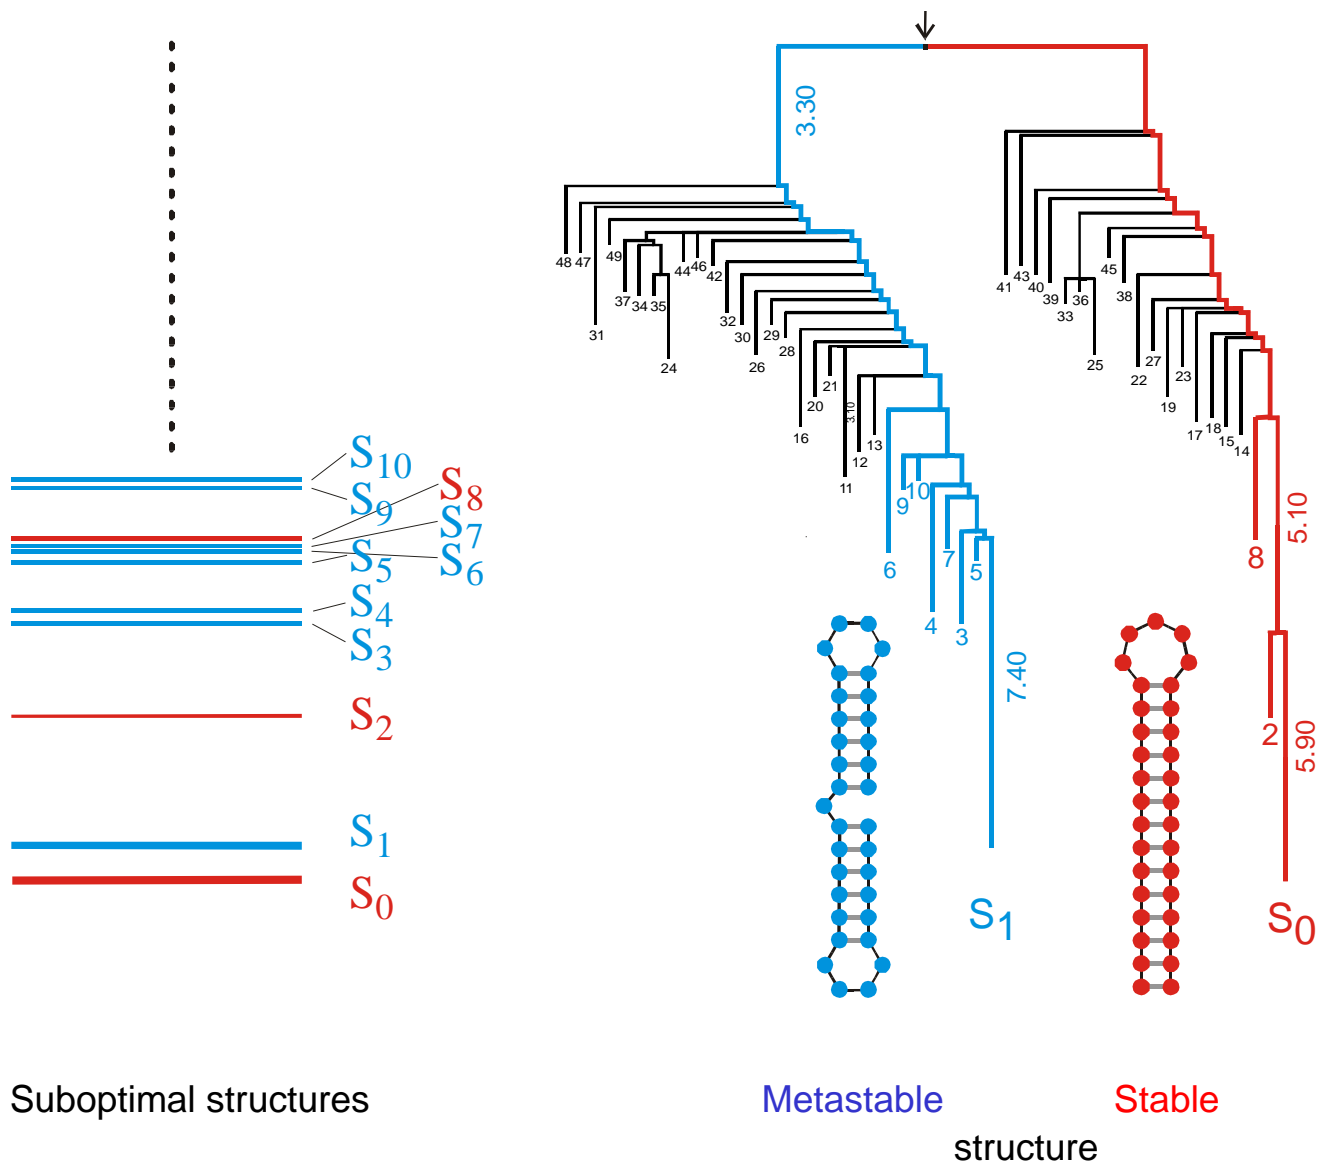 3.30
48 47 49 44 46 42
37 34 35
31 32 30 29 28
24 26
21 20
3.10
16 13 12
11
41 43 40 39 36 33 45 38
25 22 27 23
19
17 18 15 14
S10
S9
S8
S7
S5
S6
S4
S3
S2
S1
S0
9 10
6 7 5
4 3
7.40
8
5.10
2
5.90
S1
S0
Suboptimal structures
Metastable Stable
structure